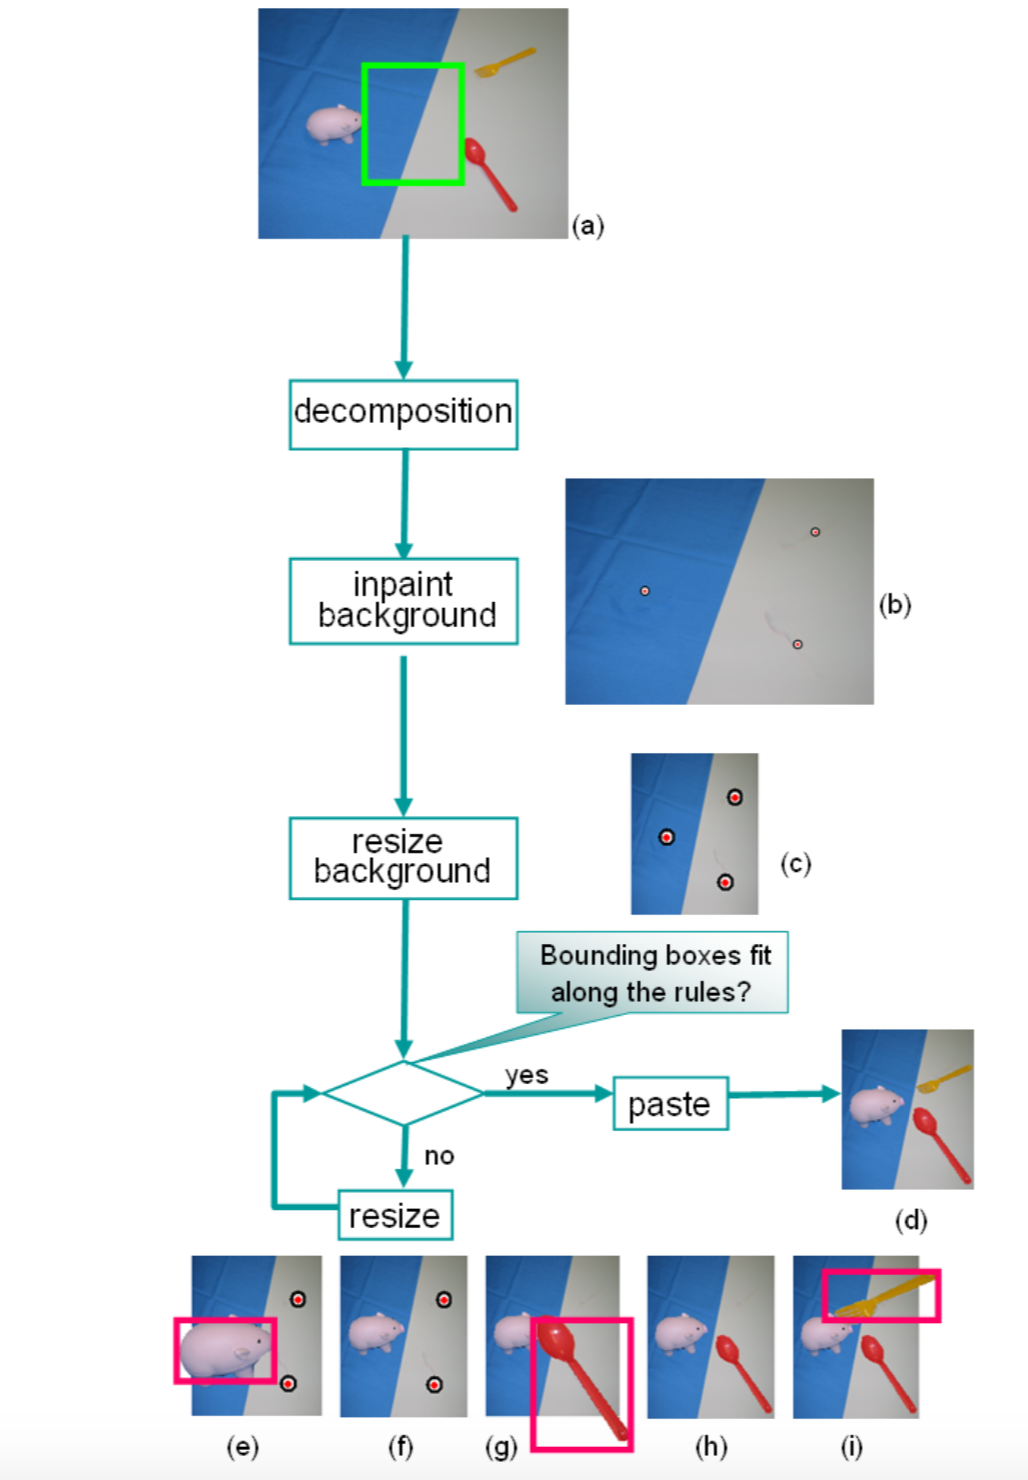 (a)
decomposition
inpaint
background
(b)
resize
background
(c)
Bounding boxes fit
along the rules?
yes
paste
no
resize
(d)
(e)
(f)
(g)
(h)
(i)